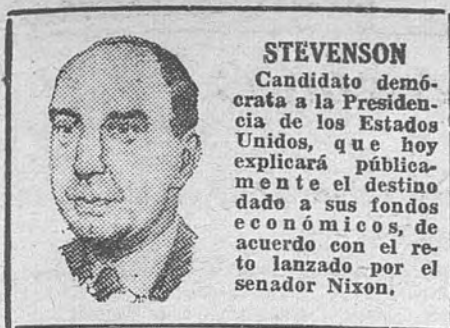 STEVENSON
Candidato demó-
crata a la Presiden-
cia de los Estados
Unidos, que hoy
explicará pública-
mente el destino
dado a sus fondos
económicos, de
acuerdo con el re-
to lanzado por el
senador Nixon.